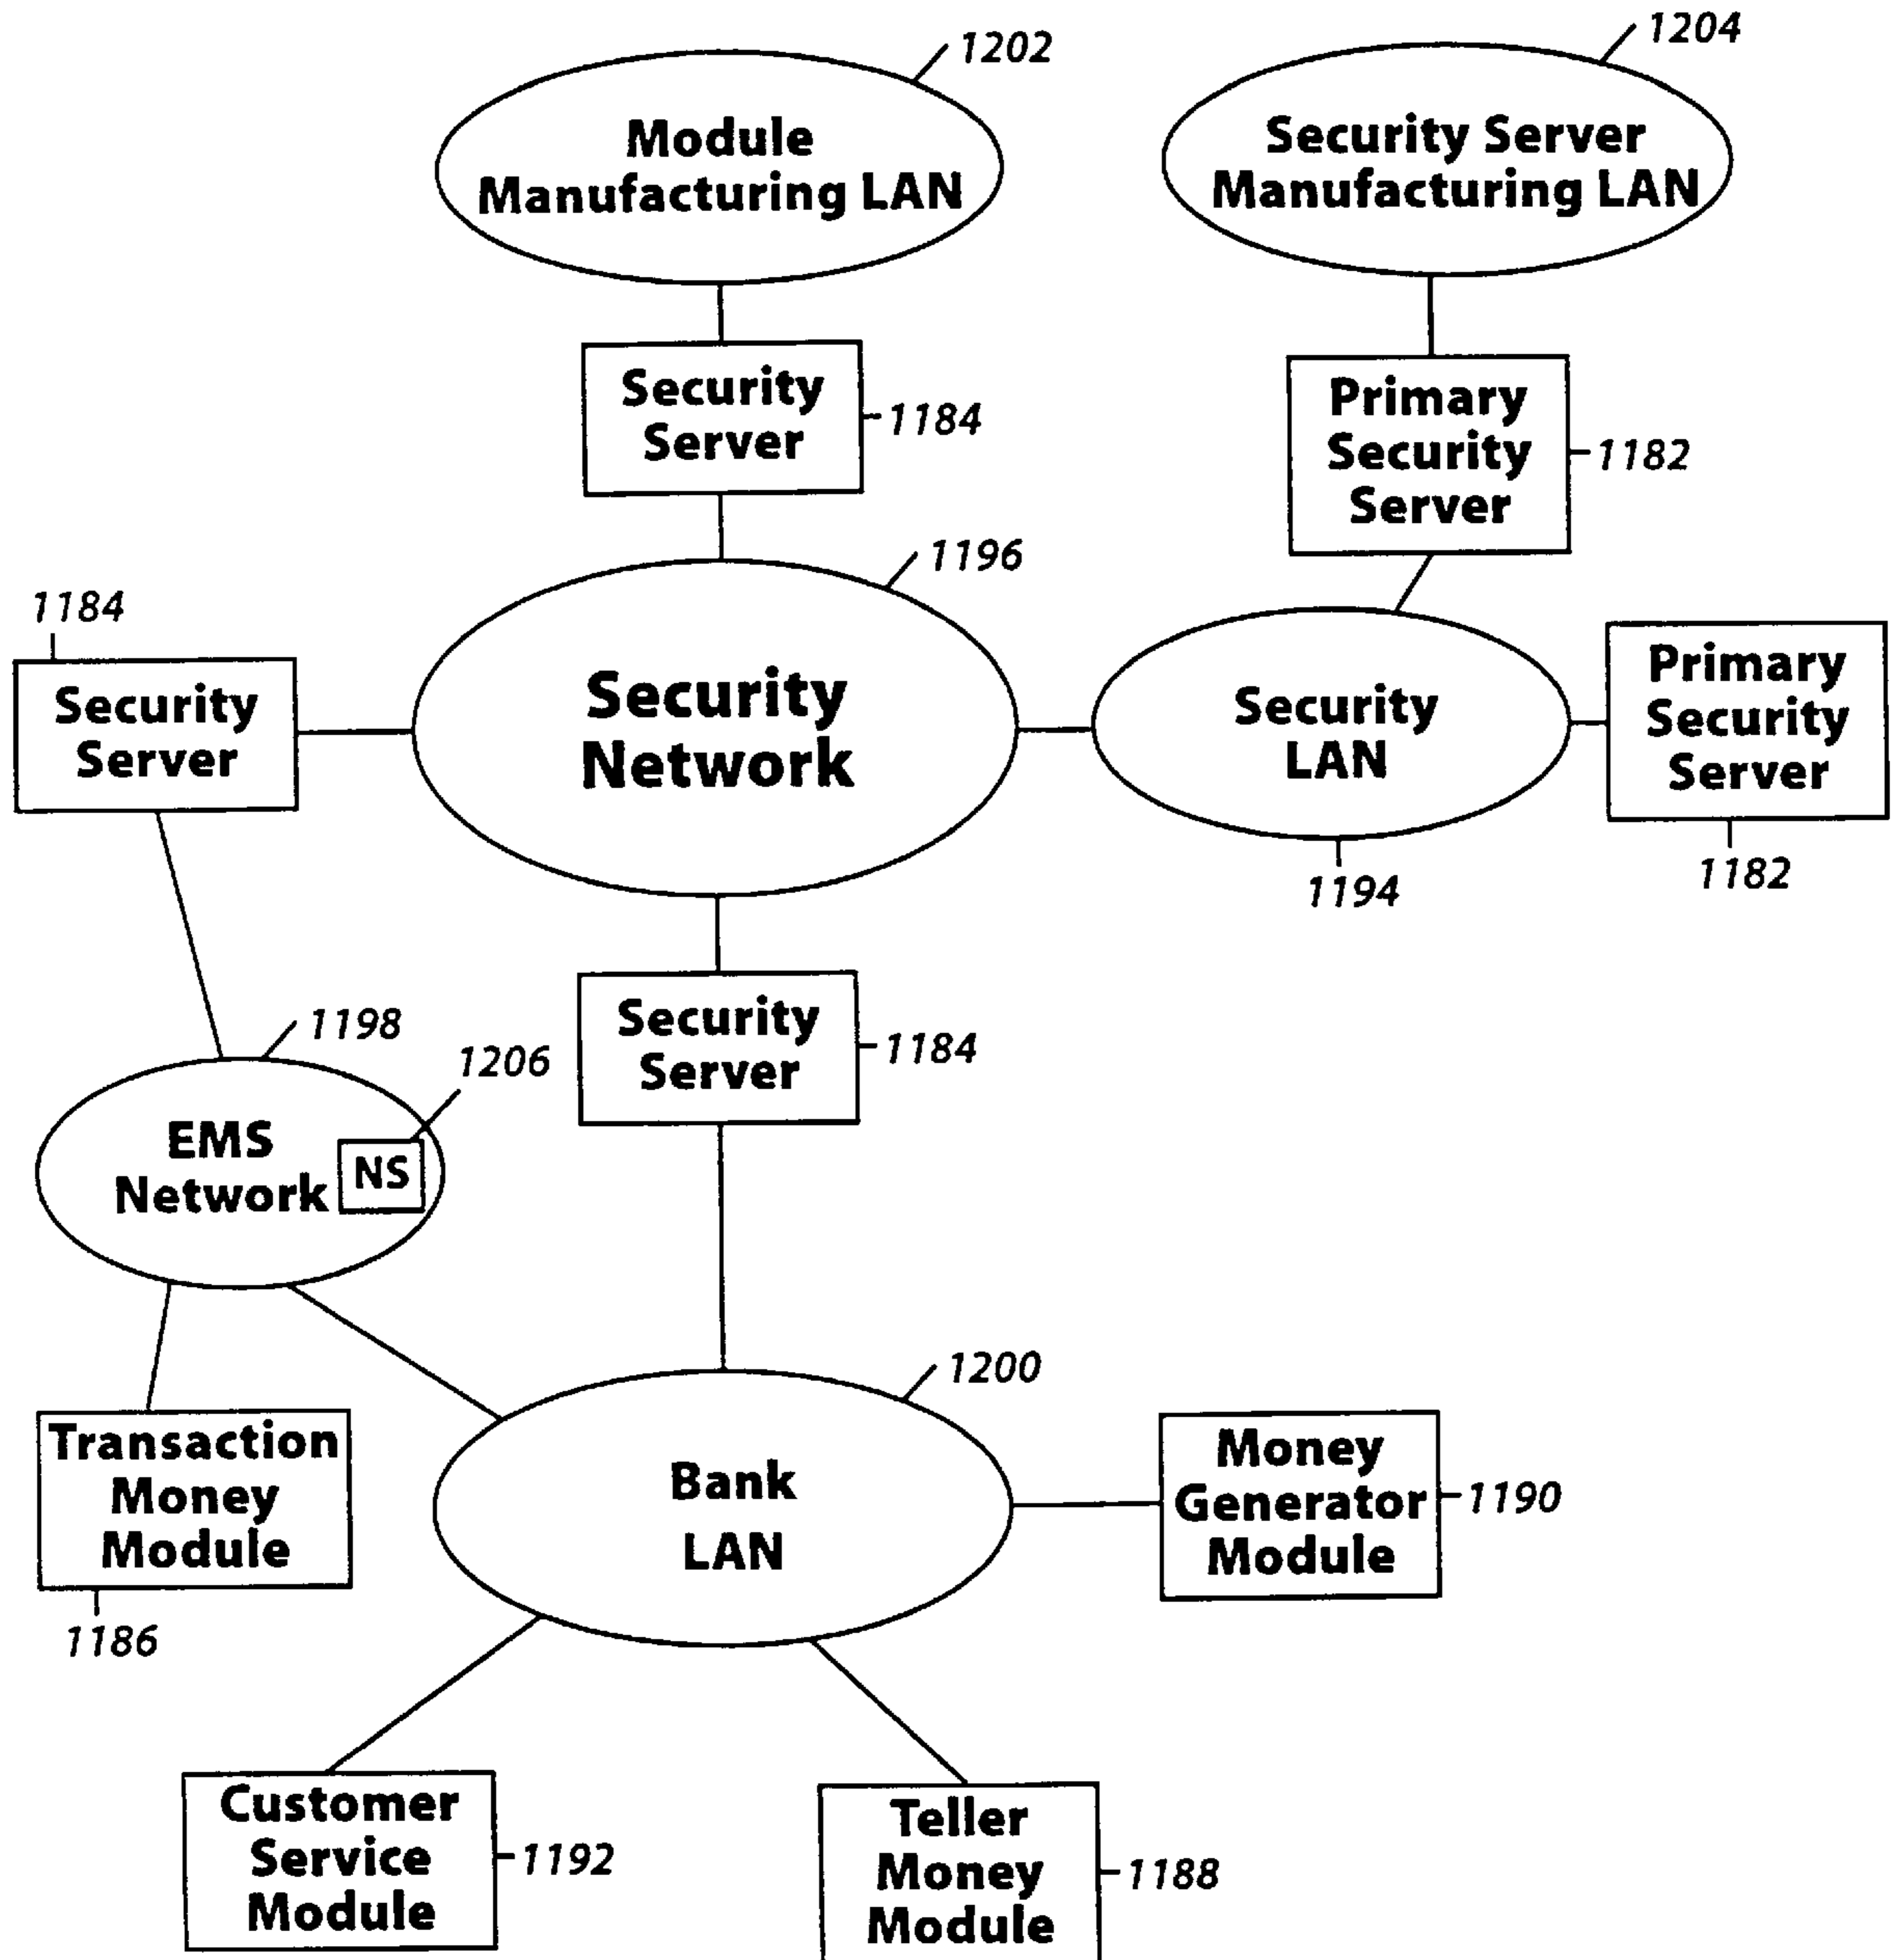 1202
1204
Module
Manufacturing LAN
Security Server
Manufacturing LAN
Security
Server
1184
Primary
Security
Server
1182
1196
1184
Security
Server
Security
Network
Security
LAN
1194
Primary
Security
Server
1182
Security
Server
1184
1198
1206
EMS
Network
NS
1200
Transaction
Money
Module
1186
Bank
LAN
Money
Generator
Module
1190
Customer
Service
Module
1192
Teller
Money
Module
1188